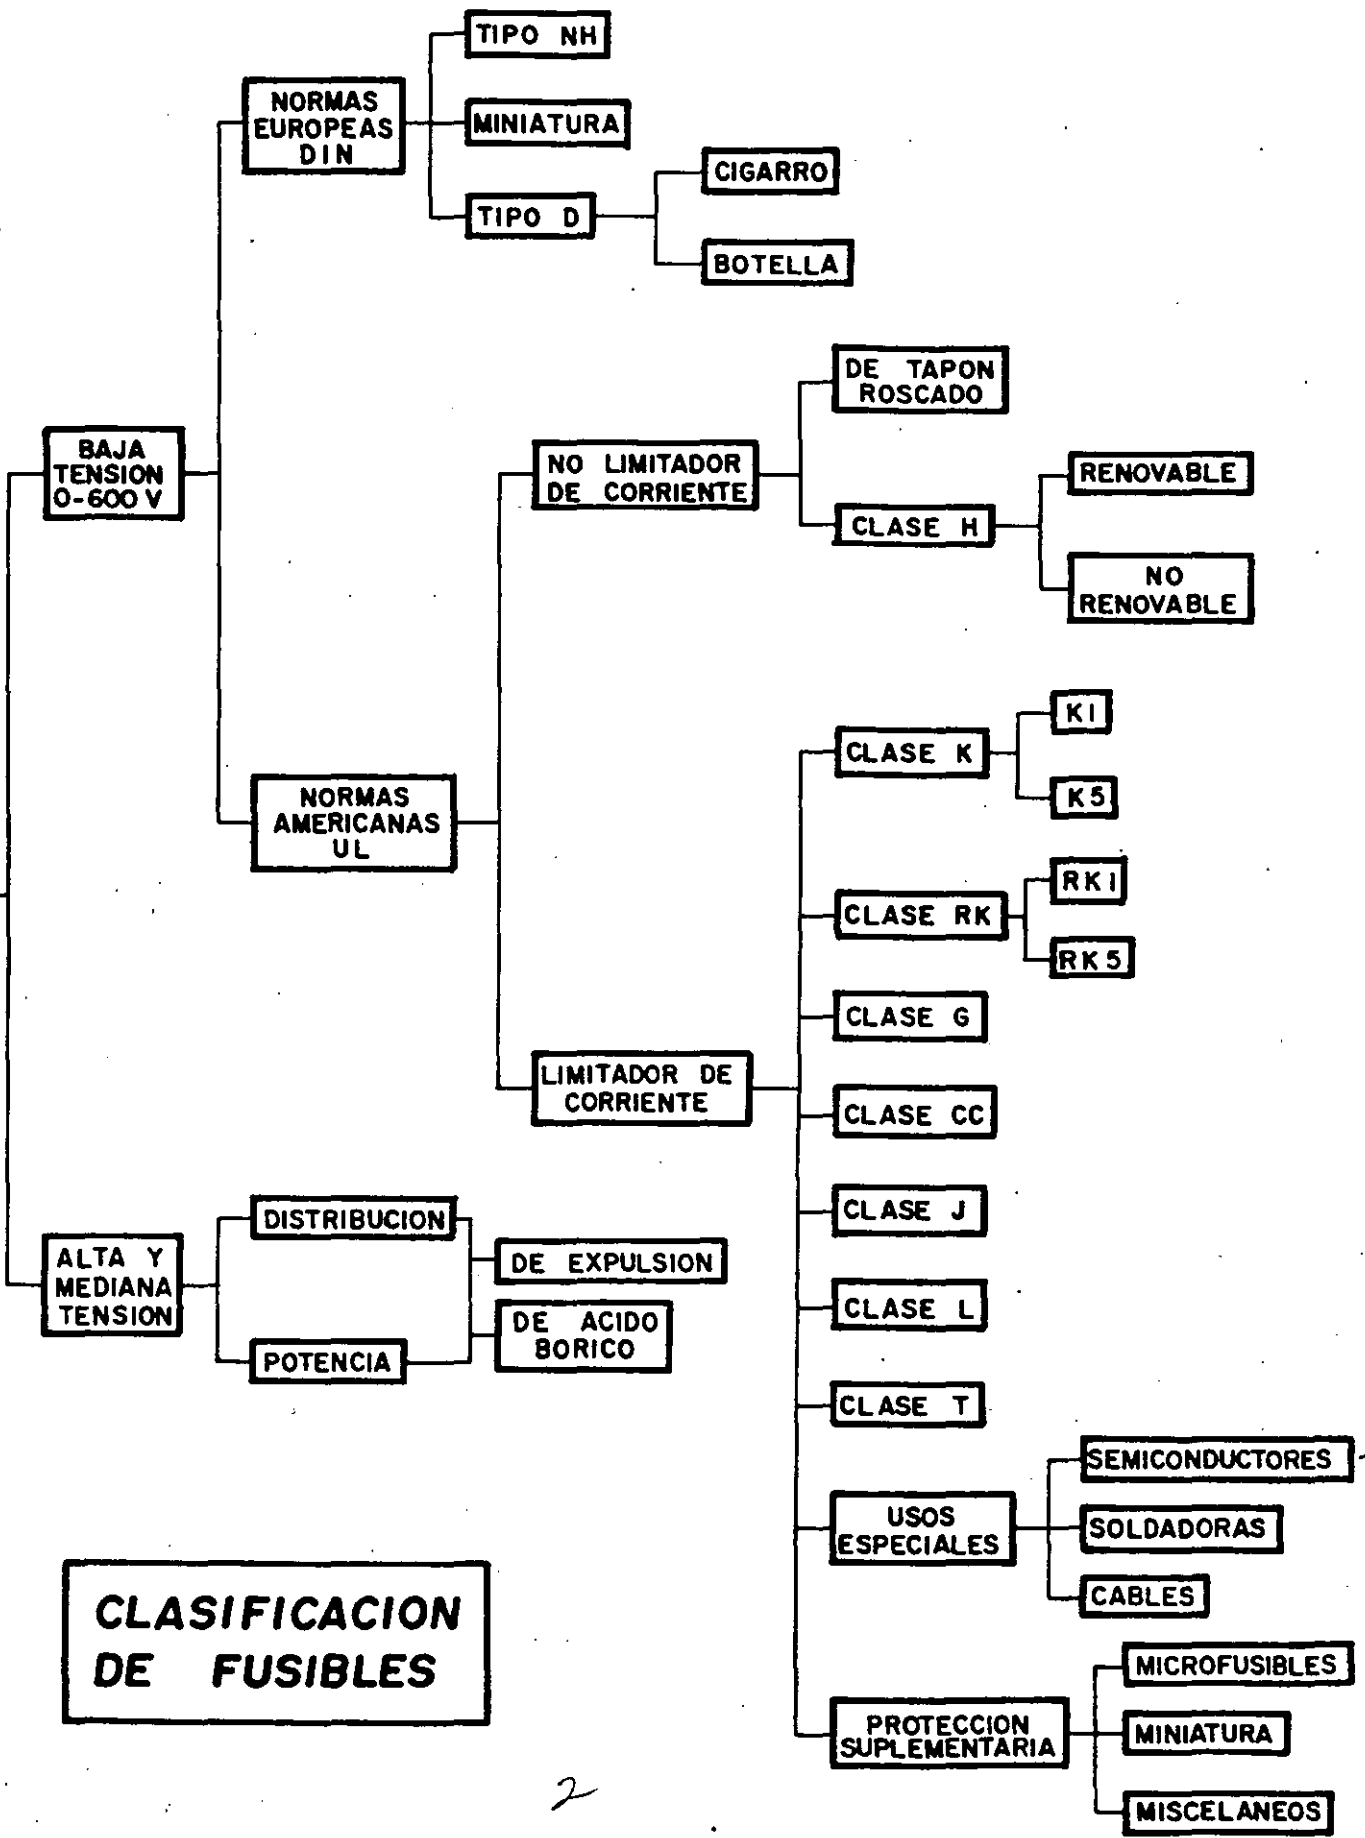 TIPO NH
NORMAS
EUROPEAS
DIN
MINIATURA
CIGARRO
TIPO D
BOTELLA
DE TAPON
ROSCADO
BAJA
TENSION
0-600 V
NO LIMITADOR
DE CORRIENTE
RENOVABLE
CLASE H
NO
RENOVABLE
K1
CLASE K
K5
NORMAS
AMERICANAS
UL
RK1
CLASE RK
RK5
CLASE G
LIMITADOR DE
CORRIENTE
CLASE CC
CLASE J
DISTRIBUCION
ALTA Y
MEDIANA
TENSION
DE EXPULSION
DE ACIDO
BORICO
POTENCIA
CLASE L
CLASE T
SEMICONDUCTORES
USOS
ESPECIALES
SOLDADORAS
CABLES
CLASIFICACION
DE FUSIBLES
MICROFUSIBLES
PROTECCION
SUPLEMENTARIA
MINIATURA
MISCELANEOS
2